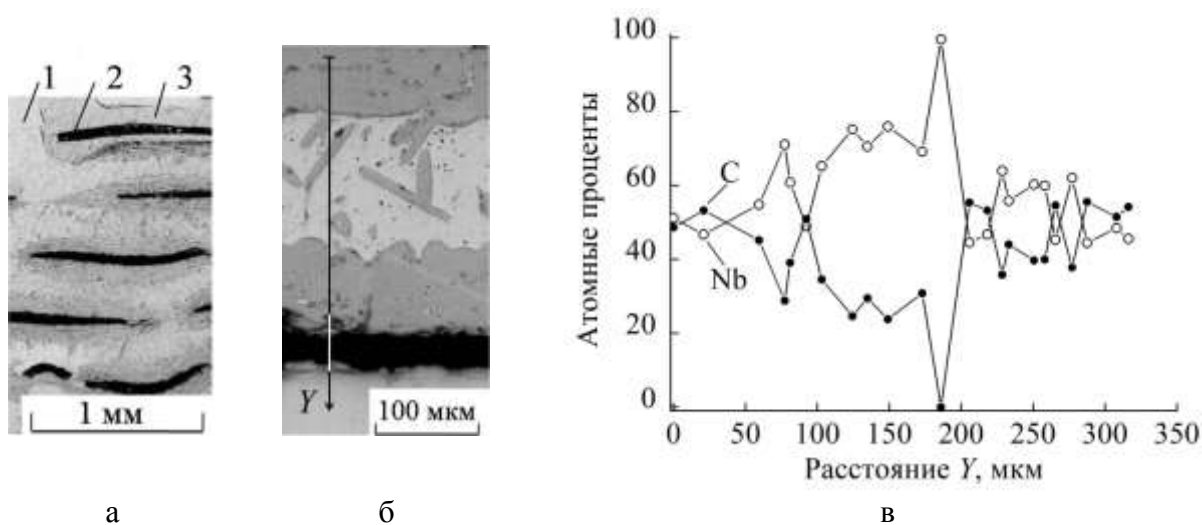 1 2 3
1 мм
а
Y
100 мкм
б
Атомные проценты
100
80
60
40
20
0
C
Nb
0 50 100 150 200 250 300 350
Расстояние Y, мкм
в